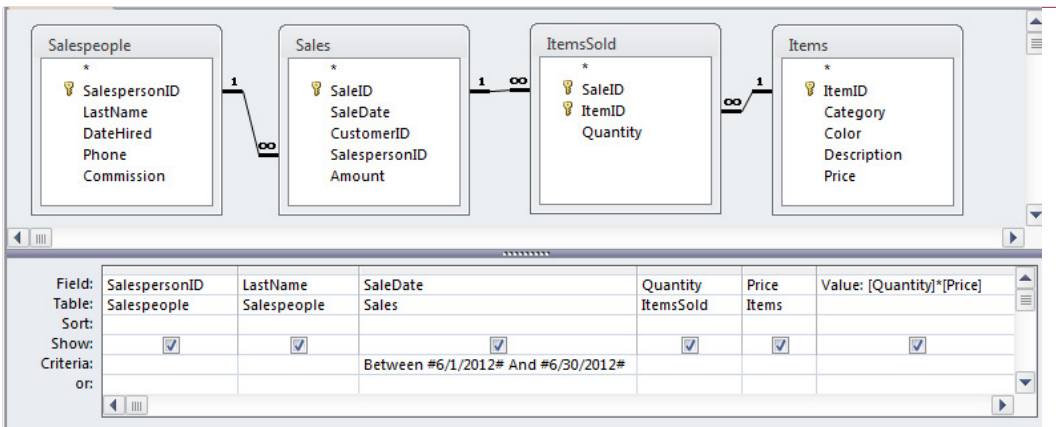 Salespeople Sales ItemsSold Items
* * * *
SalespersonID 1 SaleID 1 ∞ SaleID 1 ItemID
LastName SaleDate ItemID ∞ Category
DateHired CustomerID Quantity Color
Phone ∞ SalespersonID Description
Commission Amount Price
Field: SalespersonID LastName SaleDate Quantity Price Value: [Quantity]*[Price]
Table: Salespeople Salespeople Sales ItemsSold Items
Sort:
Show:
Criteria: Between #6/1/2012# And #6/30/2012#
or: